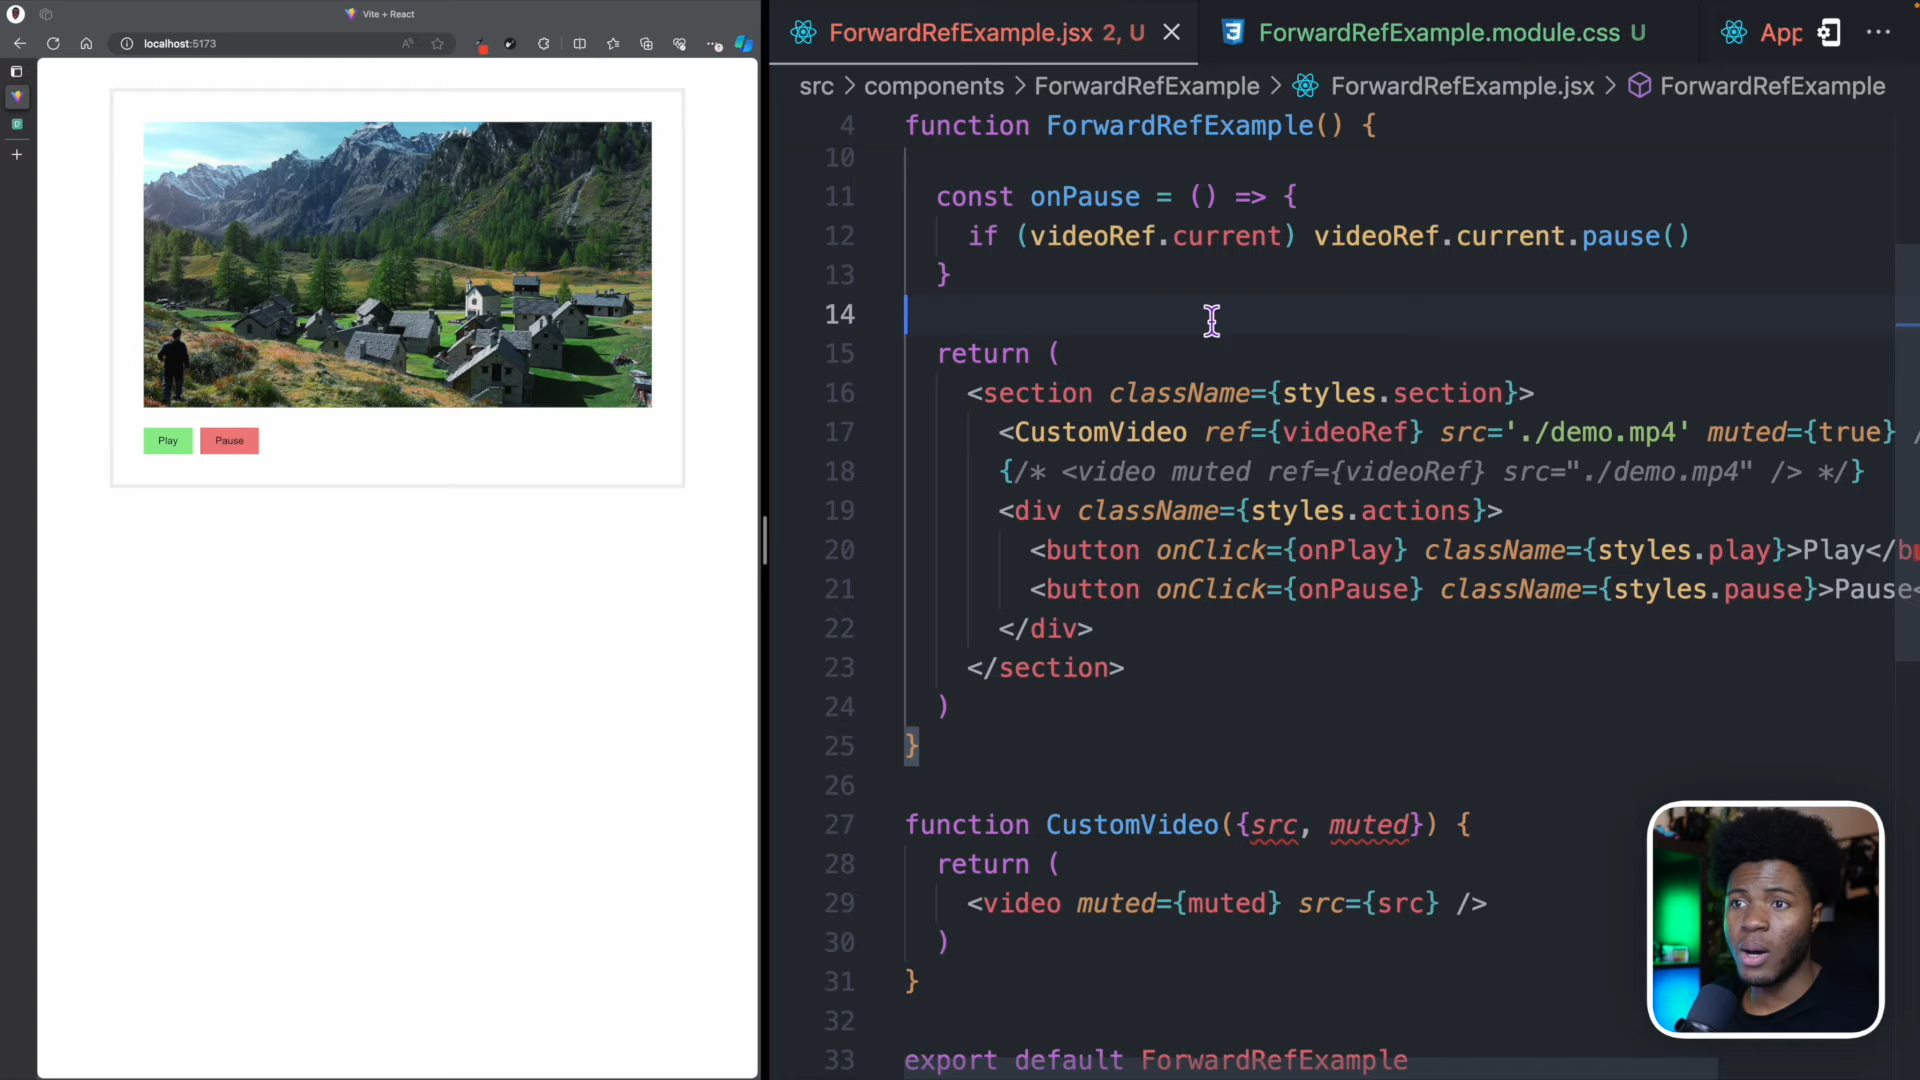 Vite + React
localhost:5173
Play
Pause
ForwardRefExample.jsx 2, U
ForwardRefExample.module.css U
App
src > components > ForwardRefExample > ForwardRefExample.jsx > ForwardRefExample
4 function ForwardRefExample() {
10
11 const onPause = () => {
12 if (videoRef.current) videoRef.current.pause()
13 }
14
15 return (
16 <section className={styles.section}>
17 <CustomVideo ref={videoRef} src='./demo.mp4' muted={true} /
18 {/* <video muted ref={videoRef} src="./demo.mp4" /> */}
19 <div className={styles.actions}>
20 <button onClick={onPlay} className={styles.play}>Play</bu
21 <button onClick={onPause} className={styles.pause}>Pause<
22 </div>
23 </section>
24 )
25 }
26
27 function CustomVideo({src, muted}) {
28 return (
29 <video muted={muted} src={src} />
30 )
31 }
32
33 export default ForwardRefExample